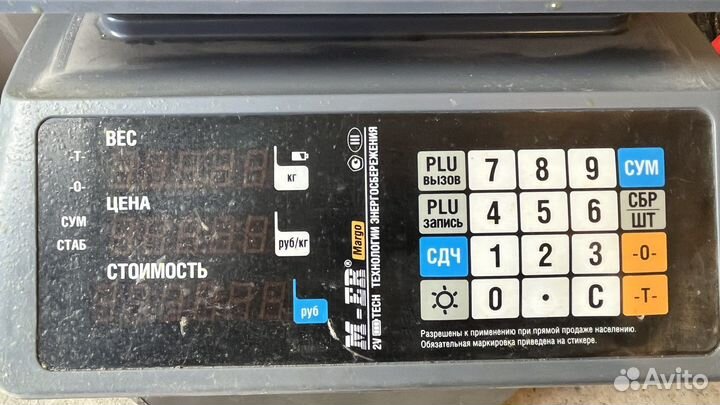 ВЕС
-T-
кг
-0-
ЦЕНА
СУМ
СТАБ
руб/кг
СТОИМОСТЬ
руб
M-ER®
Margo
2V
TECH
ТЕХНОЛОГИИ ЭНЕРГОСБЕРЕЖЕНИЯ
PLU
ВЫЗОВ
7
8
9
СУМ
PLU
ЗАПИСЬ
4
5
6
СБР
ШТ
СДЧ
1
2
3
-0-
0
.
C
-T-
Разрешены к применению при прямой продаже населению.
Обязательная маркировка приведена на стикере.
Avito